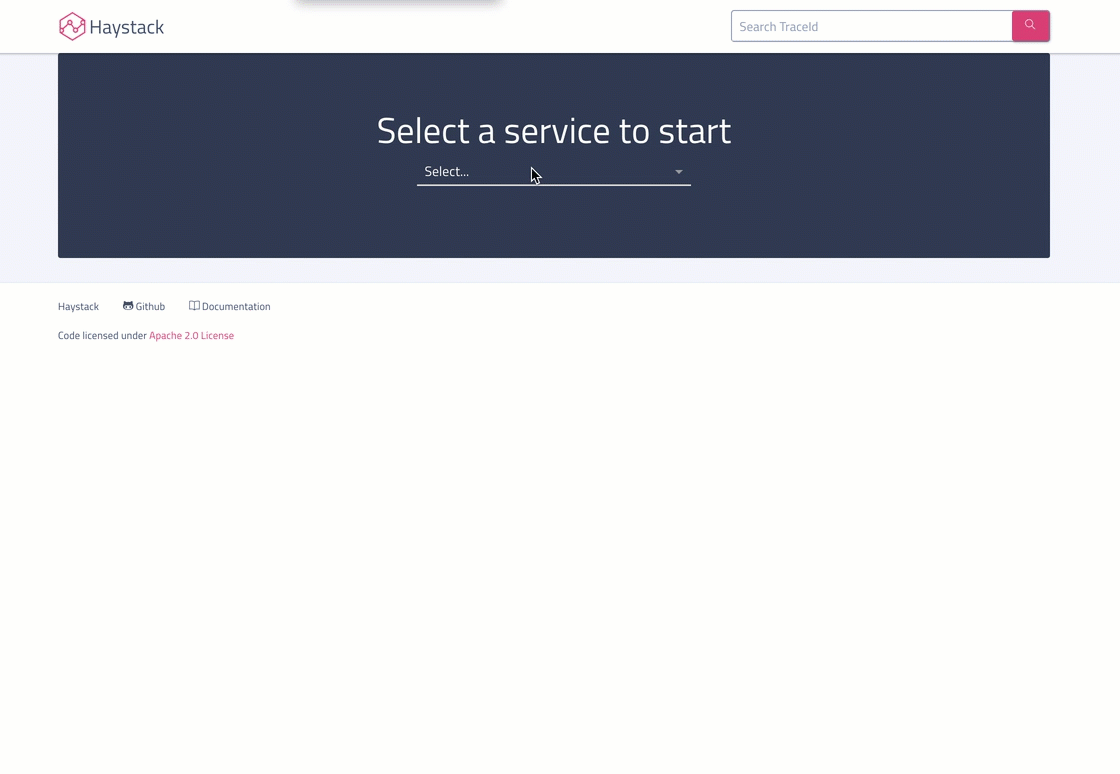 Haystack
Search TraceId
Select a service to start
Select...
Haystack Github Documentation
Code licensed under Apache 2.0 License